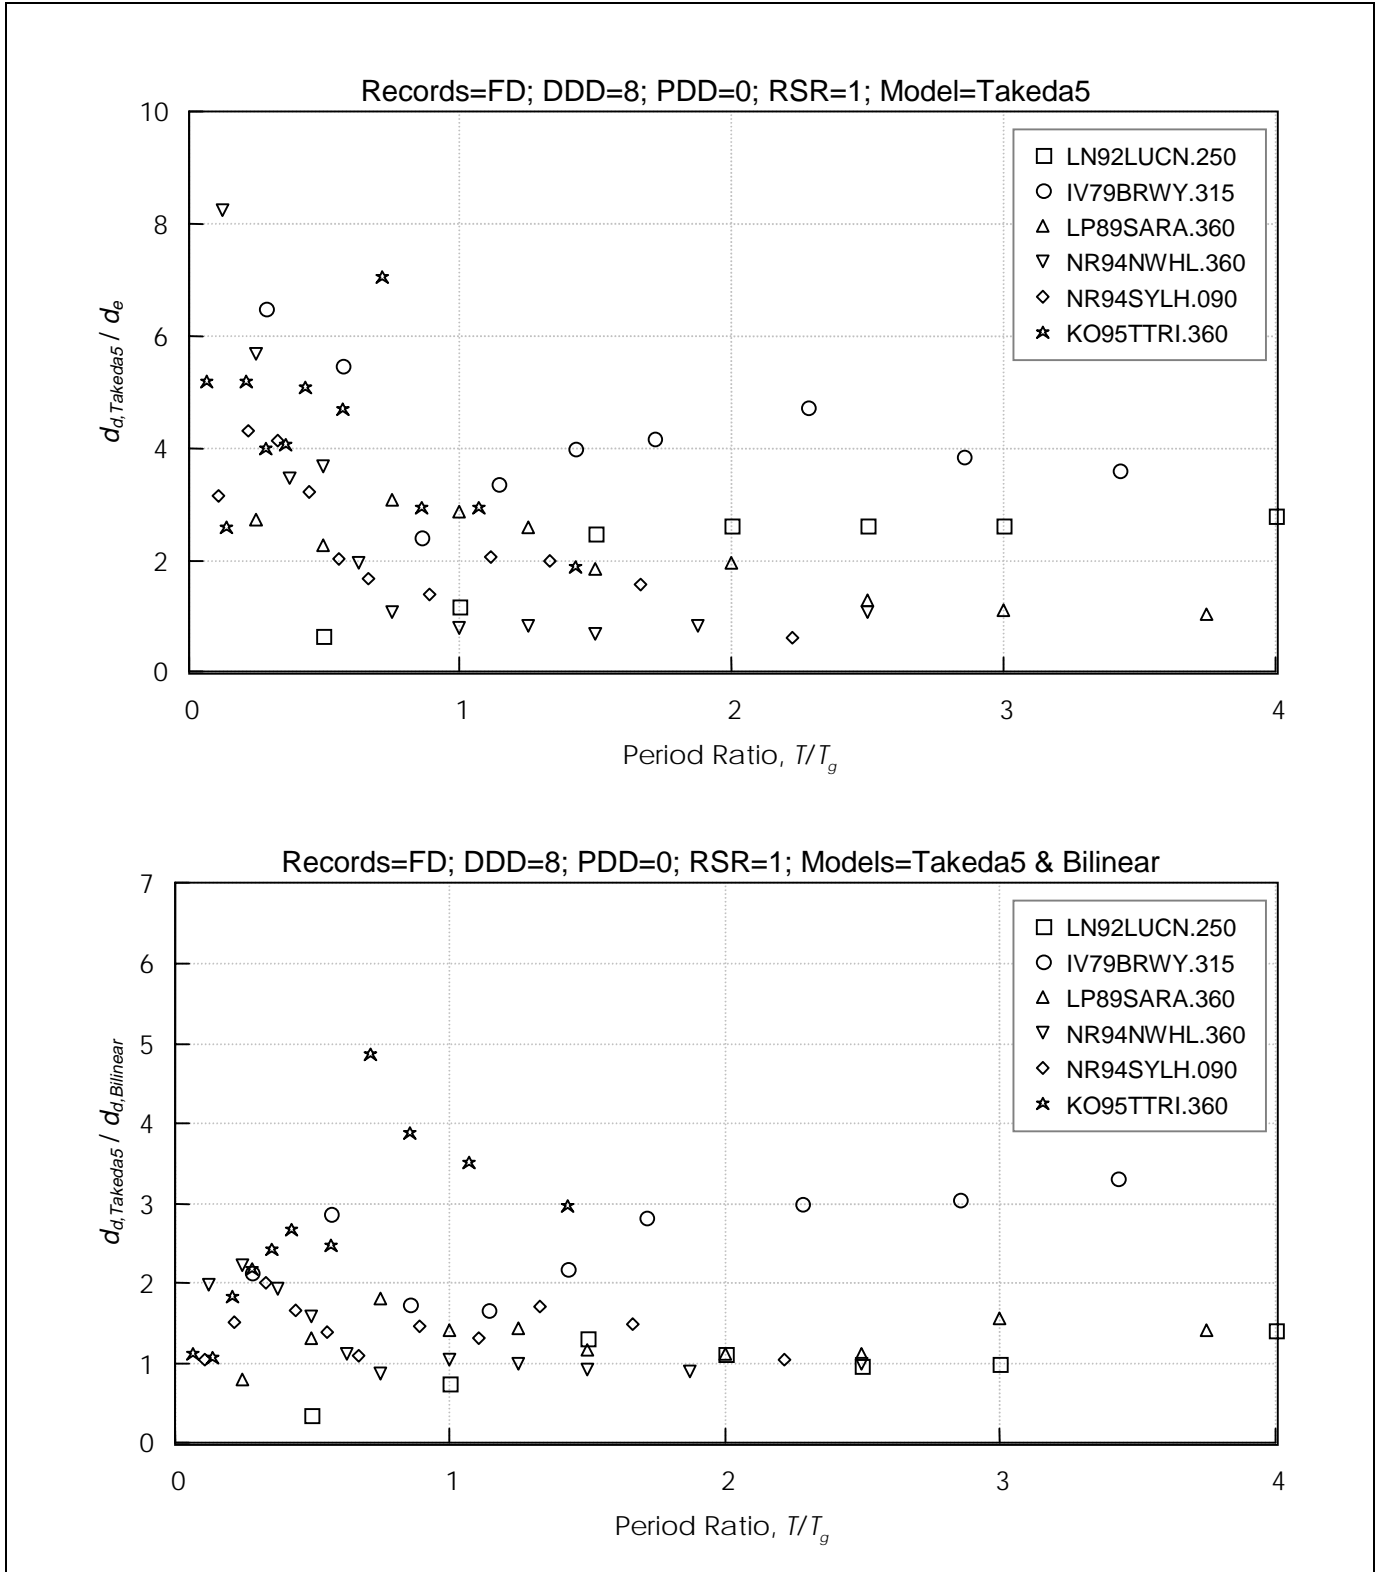 Records=FD; DDD=8; PDD=0; RSR=1; Model=Takeda5
10
8
6
4
2
0
d_d,Takeda5 / d_e
LN92LUCN.250
IV79BRWY.315
LP89SARA.360
NR94NWHL.360
NR94SYLH.090
KO95TTRI.360
0 1 2 3 4
Period Ratio, T/T_g
Records=FD; DDD=8; PDD=0; RSR=1; Models=Takeda5 & Bilinear
7
6
5
4
3
2
1
0
d_d,Takeda5 / d_d,Bilinear
LN92LUCN.250
IV79BRWY.315
LP89SARA.360
NR94NWHL.360
NR94SYLH.090
KO95TTRI.360
0 1 2 3 4
Period Ratio, T/T_g